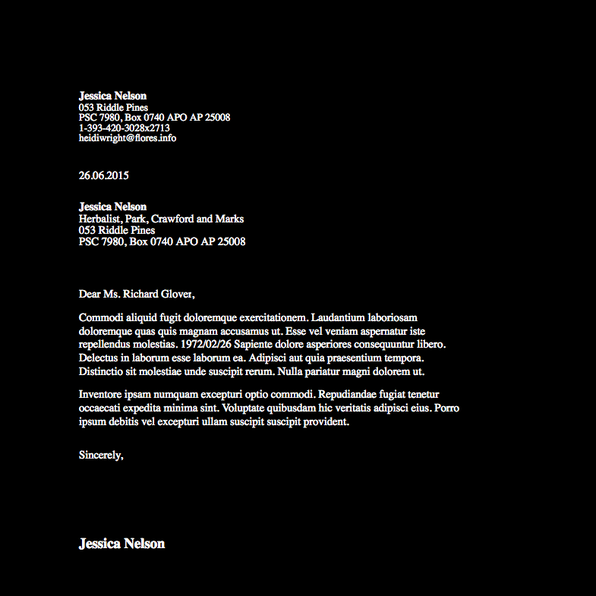 Jessica Nelson
053 Riddle Pines
PSC 7980, Box 0740 APO AP 25008
1-393-420-3028x2713
heidiwright@flores.info
26.06.2015
Jessica Nelson
Herbalist, Park, Crawford and Marks
053 Riddle Pines
PSC 7980, Box 0740 APO AP 25008
Dear Ms. Richard Glover,
Commodi aliquid fugit doloremque exercitationem. Laudantium laboriosam
doloremque quas quis magnam accusamus ut. Esse vel veniam aspernatur iste
repellendus molestias. 1972/02/26 Sapiente dolore asperiores consequuntur libero.
Delectus in laborum esse laborum ea. Adipisci aut quia praesentium tempora.
Distinctio sit molestiae unde suscipit rerum. Nulla pariatur magni dolorem ut.
Inventore ipsam numquam excepturi optio commodi. Repudiandae fugiat tenetur
occaecati expedita minima sint. Voluptate quibusdam hic veritatis adipisci eius. Porro
ipsum debitis vel excepturi ullam suscipit suscipit provident.
Sincerely,
Jessica Nelson